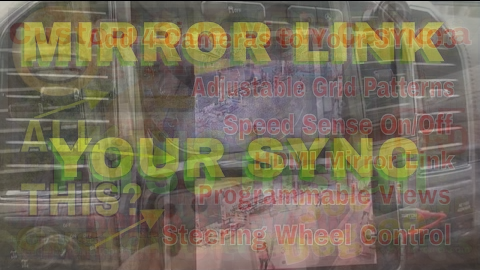 MIRROR LINK
Add 4 Cameras to Your SYNC
Adjustable Grid Patterns
Speed Sense On/Off
ALL
YOUR SYNC
HDMI Mirror Link
THIS?
Programmable Views
Steering Wheel Control